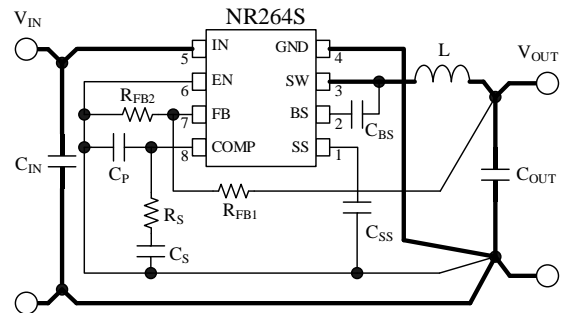 NR264S
V_IN
IN
GND
5
4
L
V_OUT
EN
SW
6
3
R_FB2
FB
BS
7
2
C_BS
COMP
SS
8
1
C_IN
C_P
C_OUT
R_FB1
R_S
C_SS
C_S